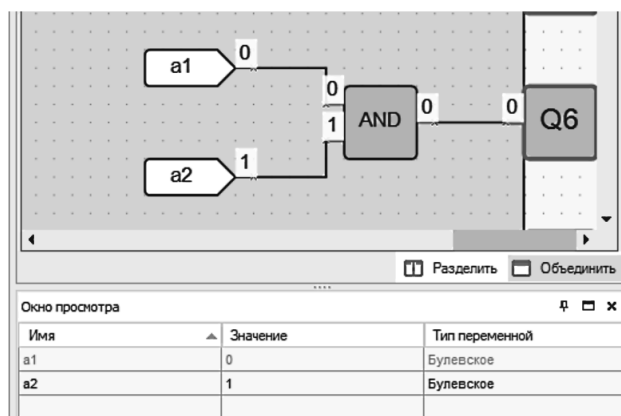 a1 0
0
AND 0 0 Q6
1
a2 1
Разделить Объединить
Окно просмотра
Имя Значение Тип переменной
a1 0 Булевское
a2 1 Булевское